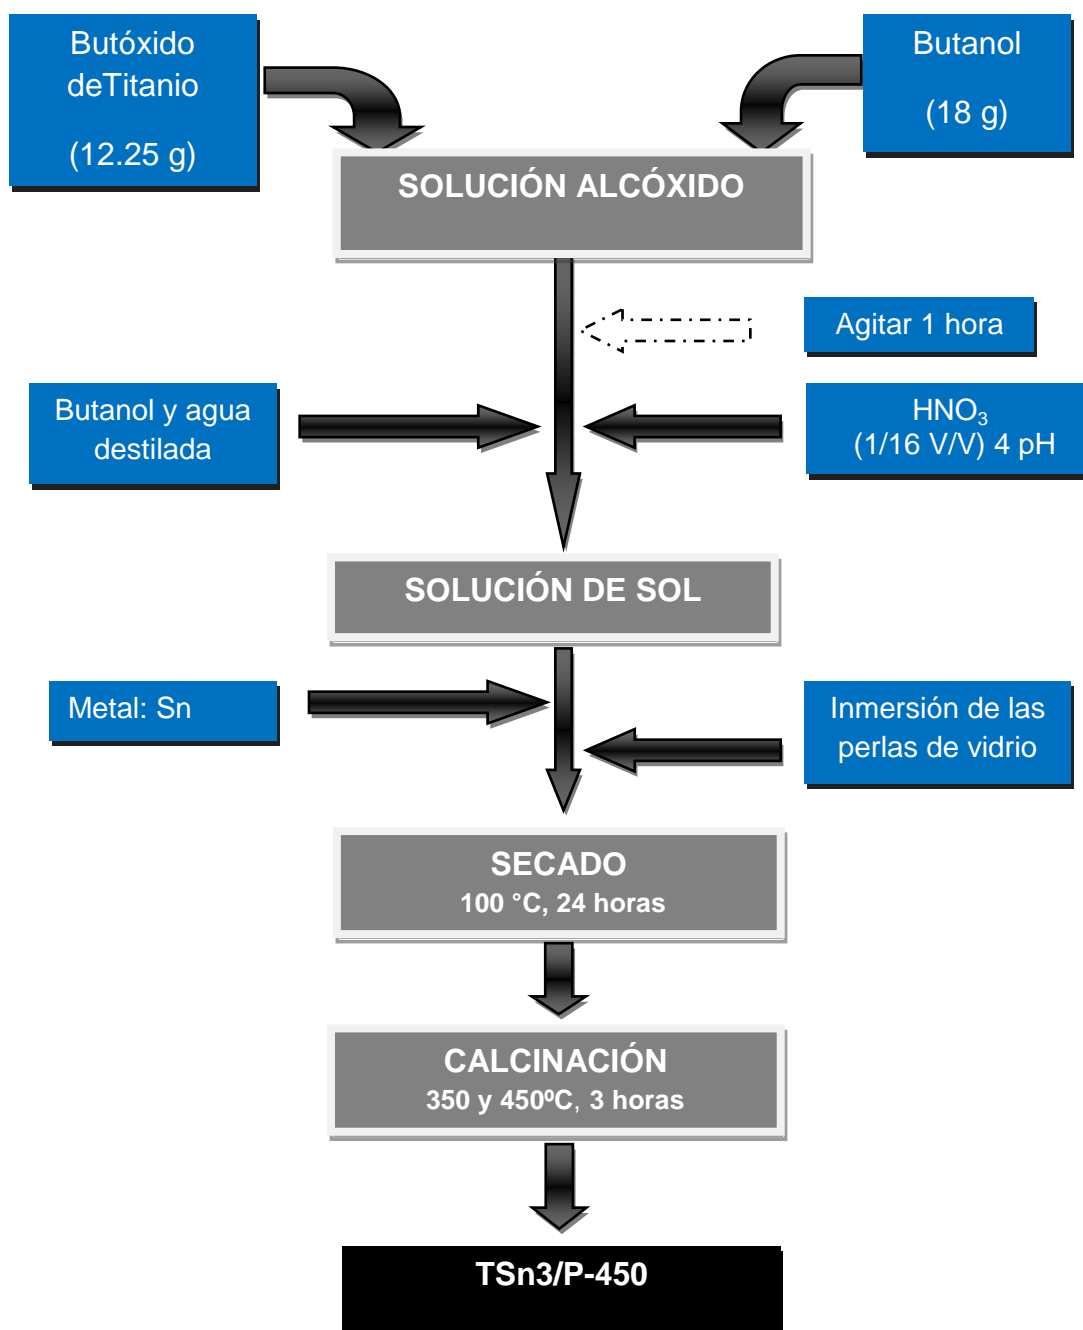 Butóxido
deTitanio
(12.25 g)
Butanol
(18 g)
SOLUCIÓN ALCÓXIDO
Agitar 1 hora
Butanol y agua
destilada
HNO₃
(1/16 V/V) 4 pH
SOLUCIÓN DE SOL
Metal: Sn
Inmersión de las
perlas de vidrio
SECADO
100 °C, 24 horas
CALCINACIÓN
350 y 450ºC, 3 horas
TSn3/P-450